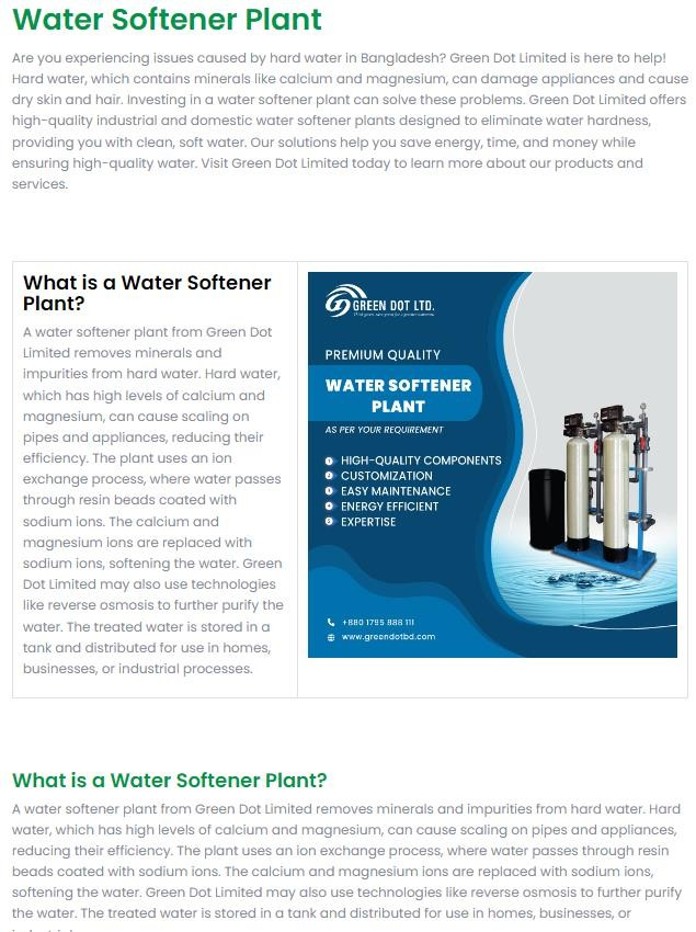 Water Softener Plant
Are you experiencing issues caused by hard water in Bangladesh? Green Dot Limited is here to help!
Hard water, which contains minerals like calcium and magnesium, can damage appliances and cause
dry skin and hair. Investing in a water softener plant can solve these problems. Green Dot Limited offers
high-quality industrial and domestic water softener plants designed to eliminate water hardness,
providing you with clean, soft water. Our solutions help you save energy, time, and money while
ensuring high-quality water. Visit Green Dot Limited today to learn more about our products and
services.
What is a Water Softener
Plant?
A water softener plant from Green Dot
Limited removes minerals and
impurities from hard water. Hard water,
which has high levels of calcium and
magnesium, can cause scaling on
pipes and appliances, reducing their
efficiency. The plant uses an ion
exchange process, where water passes
through resin beads coated with
sodium ions. The calcium and
magnesium ions are replaced with
sodium ions, softening the water. Green
Dot Limited may also use technologies
like reverse osmosis to further purify the
water. The treated water is stored in a
tank and distributed for use in homes,
businesses, or industrial processes.
GREEN DOT LTD.
PREMIUM QUALITY
WATER SOFTENER
PLANT
AS PER YOUR REQUIREMENT
HIGH-QUALITY COMPONENTS
CUSTOMIZATION
EASY MAINTENANCE
ENERGY EFFICIENT
EXPERTISE
+880 1795 888 111
www.greendotbd.com
What is a Water Softener Plant?
A water softener plant from Green Dot Limited removes minerals and impurities from hard water. Hard
water, which has high levels of calcium and magnesium, can cause scaling on pipes and appliances,
reducing their efficiency. The plant uses an ion exchange process, where water passes through resin
beads coated with sodium ions. The calcium and magnesium ions are replaced with sodium ions,
softening the water. Green Dot Limited may also use technologies like reverse osmosis to further purify
the water. The treated water is stored in a tank and distributed for use in homes, businesses, or